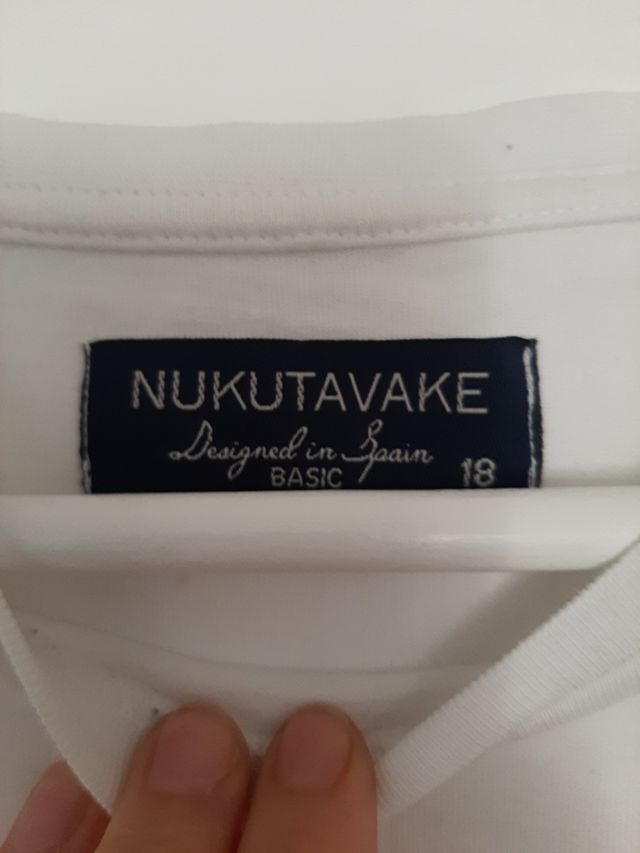 NUKUTAVAKE
Designed in Spain
BASIC 18